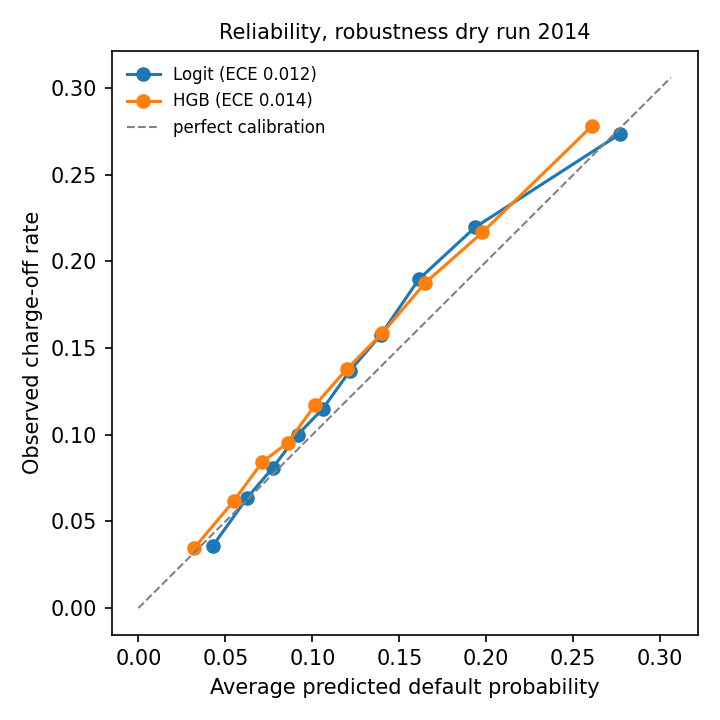 Reliability, robustness dry run 2014
Logit (ECE 0.012)
HGB (ECE 0.014)
perfect calibration
Observed charge-off rate
0.30
0.25
0.20
0.15
0.10
0.05
0.00
0.00 0.05 0.10 0.15 0.20 0.25 0.30
Average predicted default probability